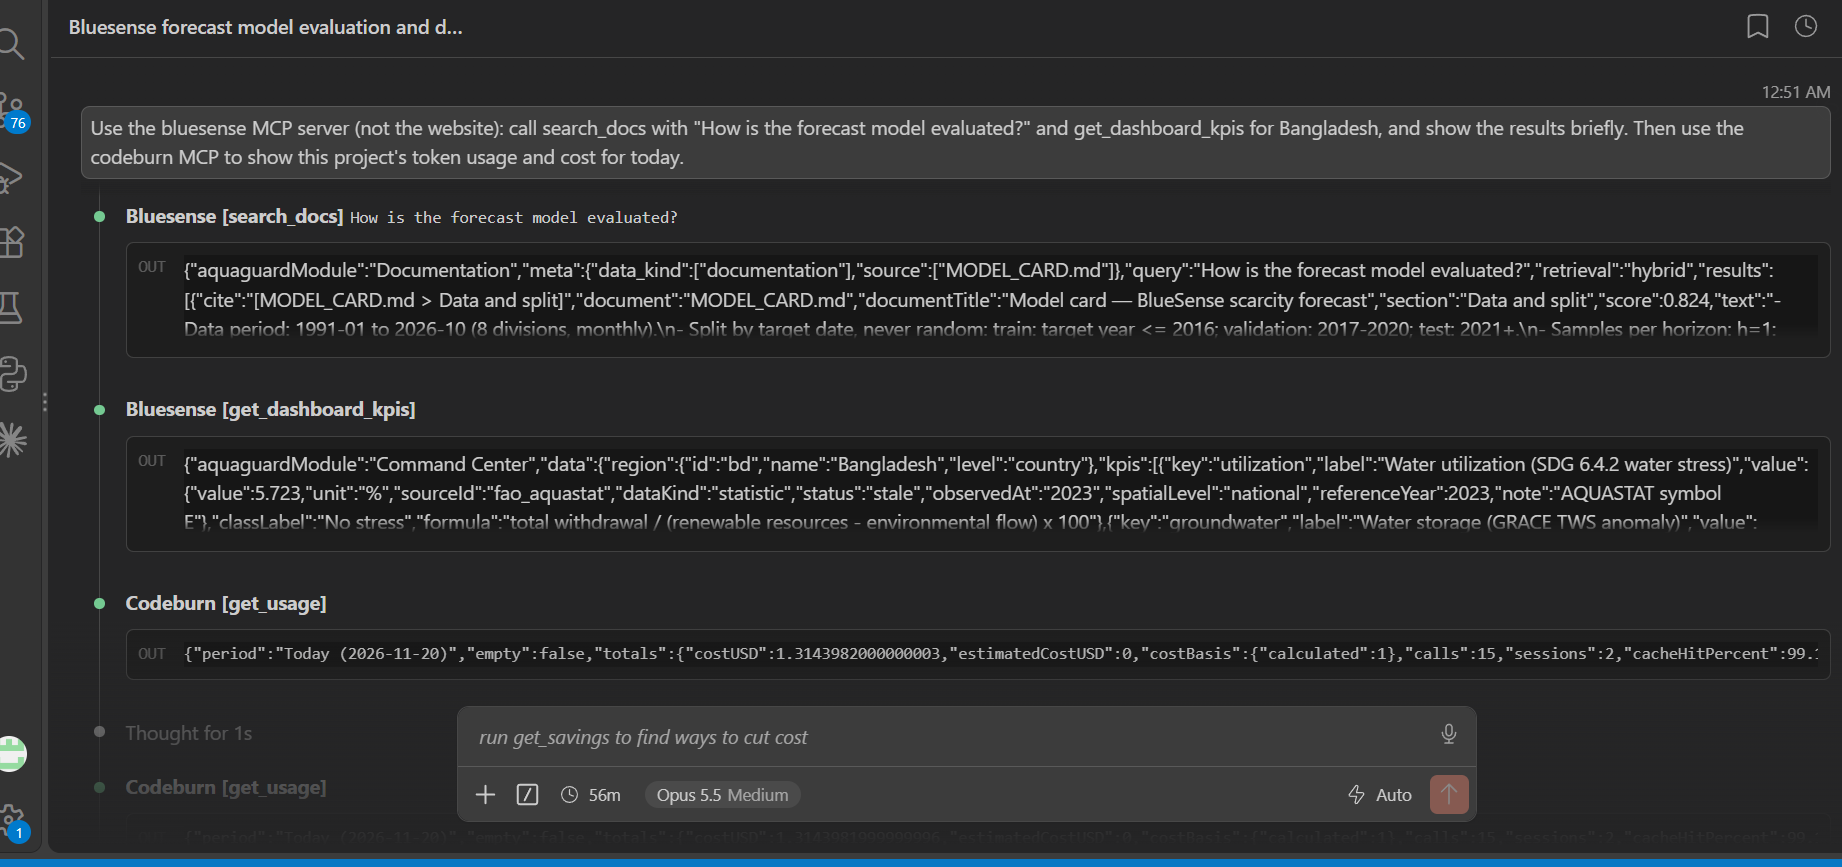 Bluesense forecast model evaluation and d...
12:51 AM
76
Use the bluesense MCP server (not the website): call search_docs with "How is the forecast model evaluated?" and get_dashboard_kpis for Bangladesh, and show the results briefly. Then use the
codeburn MCP to show this project's token usage and cost for today.
Bluesense [search_docs] How is the forecast model evaluated?
OUT
{"aquaguardModule":"Documentation","meta":{"data_kind":["documentation"],"source":["MODEL_CARD.md"]},"query":"How is the forecast model evaluated?","retrieval":"hybrid","results":
[{"cite":"[MODEL_CARD.md > Data and split]","document":"MODEL_CARD.md","documentTitle":"Model card — BlueSense scarcity forecast","section":"Data and split","score":0.824,"text":"-
Data period: 1991-01 to 2026-10 (8 divisions, monthly).\n- Split by target date, never random: train: target year <= 2016; validation: 2017-2020; test: 2021+.\n- Samples per horizon: h=1:
Bluesense [get_dashboard_kpis]
OUT
{"aquaguardModule":"Command Center","data":{"region":{"id":"bd","name":"Bangladesh","level":"country"},"kpis":[{"key":"utilization","label":"Water utilization (SDG 6.4.2 water stress)","value":
{"value":5.723,"unit":"%","sourceId":"fao_aquastat","dataKind":"statistic","status":"stale","observedAt":"2023","spatialLevel":"national","referenceYear":2023,"note":"AQUASTAT symbol
E"},"classLabel":"No stress","formula":"total withdrawal / (renewable resources - environmental flow) x 100"},{"key":"groundwater","label":"Water storage (GRACE TWS anomaly)","value":
Codeburn [get_usage]
OUT
{"period":"Today (2026-11-20)","empty":false,"totals":{"costUSD":1.3143982000000003,"estimatedCostUSD":0,"costBasis":{"calculated":1},"calls":15,"sessions":2,"cacheHitPercent":99.
Thought for 1s
run get_savings to find ways to cut cost
Codeburn [get_usage]
56m
Opus 5.5 Medium
Auto
1